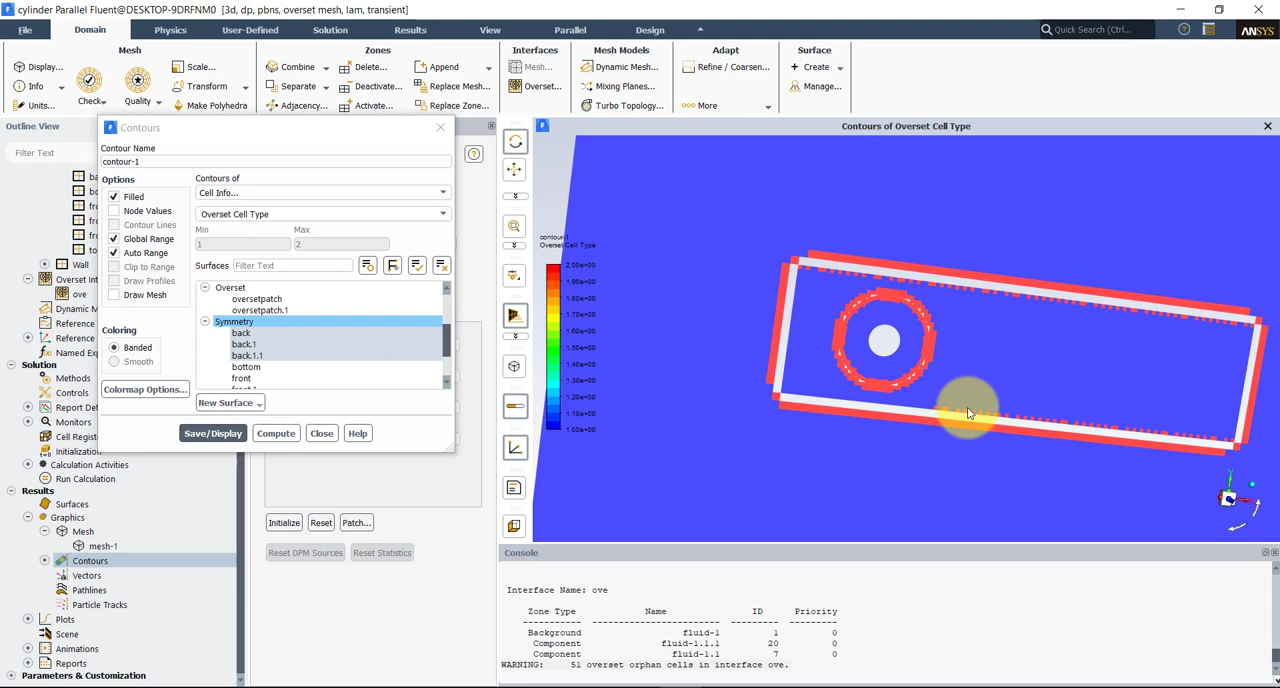 cylinder Parallel Fluent@DESKTOP-9DRFNM0 [3d, dp, pbns, overset mesh, lam, transient]
File Domain Physics User-Defined Solution Results View Parallel Design Quick Search (Ctrl... ANSYS
Mesh Zones Interfaces Mesh Models Adapt Surface
Display... Scale... Combine Delete... Append Mesh... Dynamic Mesh... Refine / Coarsen... Create
Info Check Quality Transform Separate Deactivate... Replace Mesh... Overset... Mixing Planes... Manage...
Units... Make Polyhedra Adjacency... Activate... Replace Zone... Turbo Topology... More
Outline View
Filter Text
Wall
Overset Int
ove
Dynamic M
Reference
Reference
Named Exp
Solution
Methods
Controls
Report Def
Monitors
Cell Regist
Initialization
Calculation Activities
Run Calculation
Results
Surfaces
Graphics
Mesh
mesh-1
Contours
Vectors
Pathlines
Particle Tracks
Plots
Scene
Animations
Reports
Parameters & Customization
Contours
Contour Name
contour-1
Options
Filled
Node Values
Contour Lines
Global Range
Auto Range
Clip to Range
Draw Profiles
Draw Mesh
Coloring
Banded
Smooth
Colormap Options...
Contours of
Cell Info...
Overset Cell Type
Min Max
1 2
Surfaces Filter Text
Overset
oversetpatch
oversetpatch.1
Symmetry
back
back.1
back.1.1
bottom
front
New Surface
Save/Display Compute Close Help
Initialize Reset Patch...
Reset DPM Sources Reset Statistics
Contours of Overset Cell Type
contour-1
Overset Cell Type
2.00e+00
1.90e+00
1.80e+00
1.70e+00
1.60e+00
1.50e+00
1.40e+00
1.30e+00
1.20e+00
1.10e+00
1.00e+00
Console
Interface Name: ove
Zone Type Name ID Priority
----------- ----------------------- --------- ---------
Background fluid-1 1 0
Component fluid-1.1.1 20 0
Component fluid-1.1 7 0
WARNING: 51 overset orphan cells in interface ove.